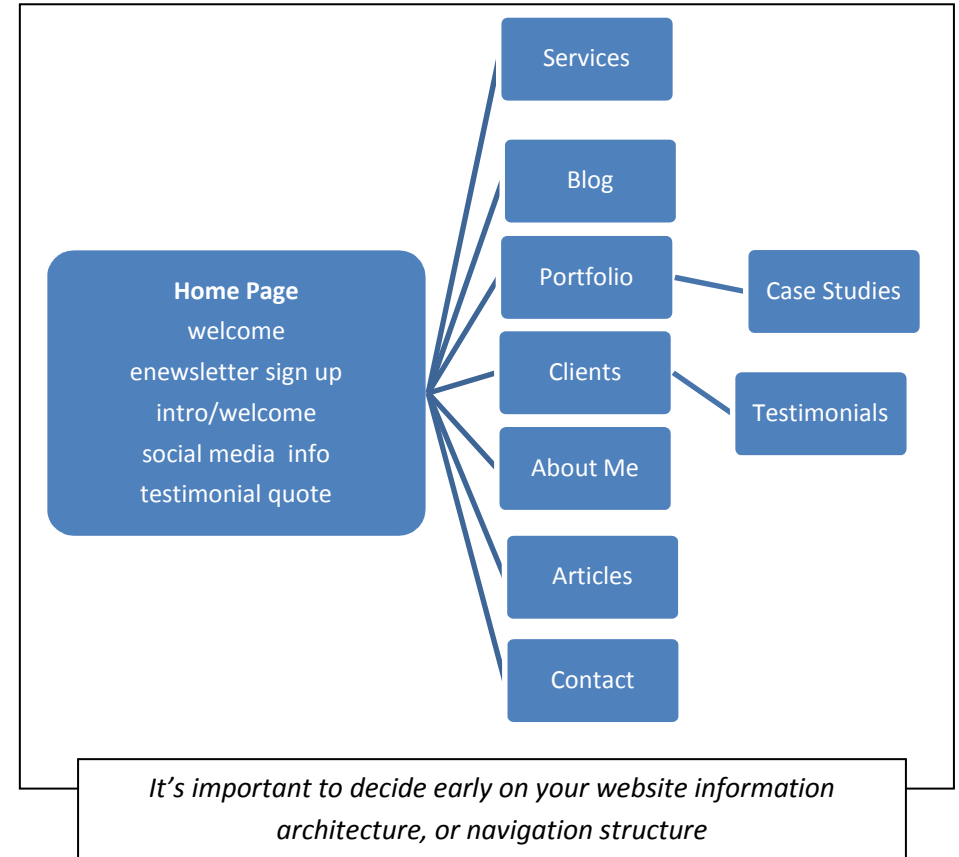 Home Page
welcome
enewsletter sign up
intro/welcome
social media  info
testimonial quote
Services
Blog
Portfolio
Case Studies
Clients
Testimonials
About Me
Articles
Contact
It’s important to decide early on your website information
architecture, or navigation structure